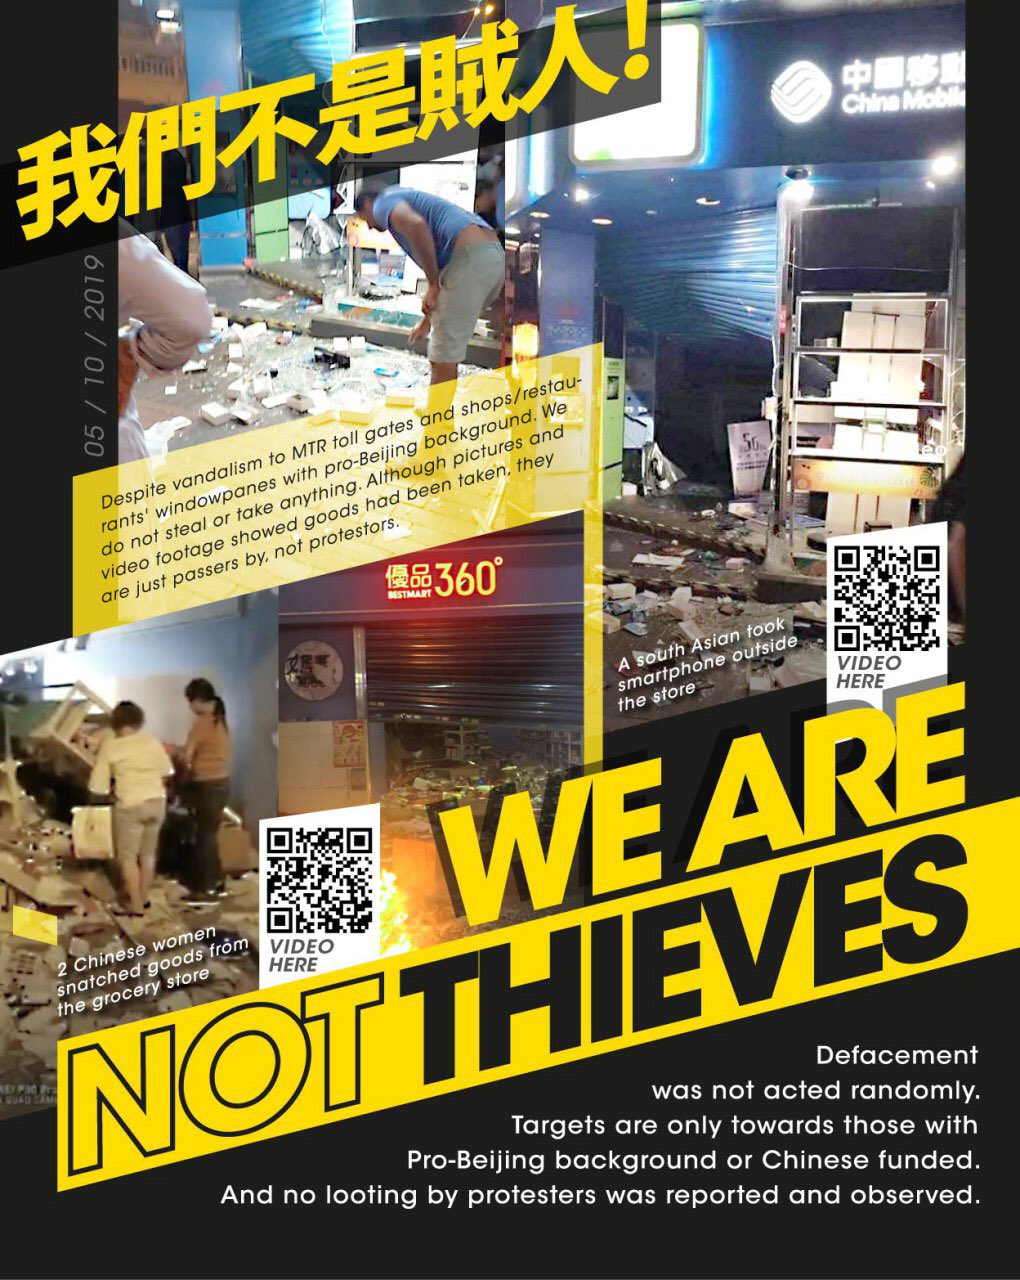 我們不是賊人!
中國移動
China Mobile
05 / 10 / 2019
Despite vandalism to MTR toll gates and shops/restau-
rants' windowpanes with pro-Beijing background. We
do not steal or take anything. Although pictures and
video footage showed goods had been taken, they
are just passers by, not protestors.
5G
優品360°
BESTMART
A south Asian took
smartphone outside
the store
VIDEO
HERE
WE ARE
NOT THIEVES
2 Chinese women
snatched goods from
the grocery store
VIDEO
HERE
Defacement
was not acted randomly.
Targets are only towards those with
Pro-Beijing background or Chinese funded.
And no looting by protesters was reported and observed.